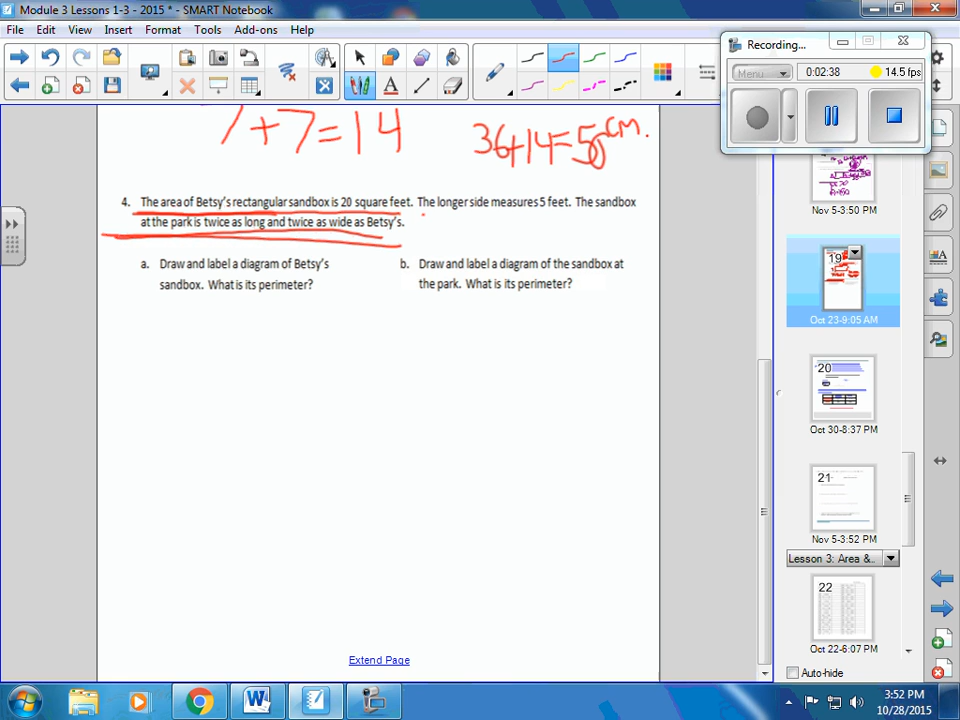 Module 3 Lessons 1-3 - 2015 * - SMART Notebook
File Edit View Insert Format Tools Add-ons Help
Recording...
Menu 0:02:38 14.5 fps
7+7=14
36+14=50cm.
4. The area of Betsy's rectangular sandbox is 20 square feet. The longer side measures 5 feet. The sandbox
at the park is twice as long and twice as wide as Betsy's.
a. Draw and label a diagram of Betsy's
sandbox. What is its perimeter?
b. Draw and label a diagram of the sandbox at
the park. What is its perimeter?
Extend Page
Nov 5-3:50 PM
19
Oct 23-9:05 AM
20
Oct 30-8:37 PM
21
Nov 5-3:52 PM
Lesson 3: Area &..
22
Oct 22-6:07 PM
Auto-hide
3:52 PM
10/28/2015